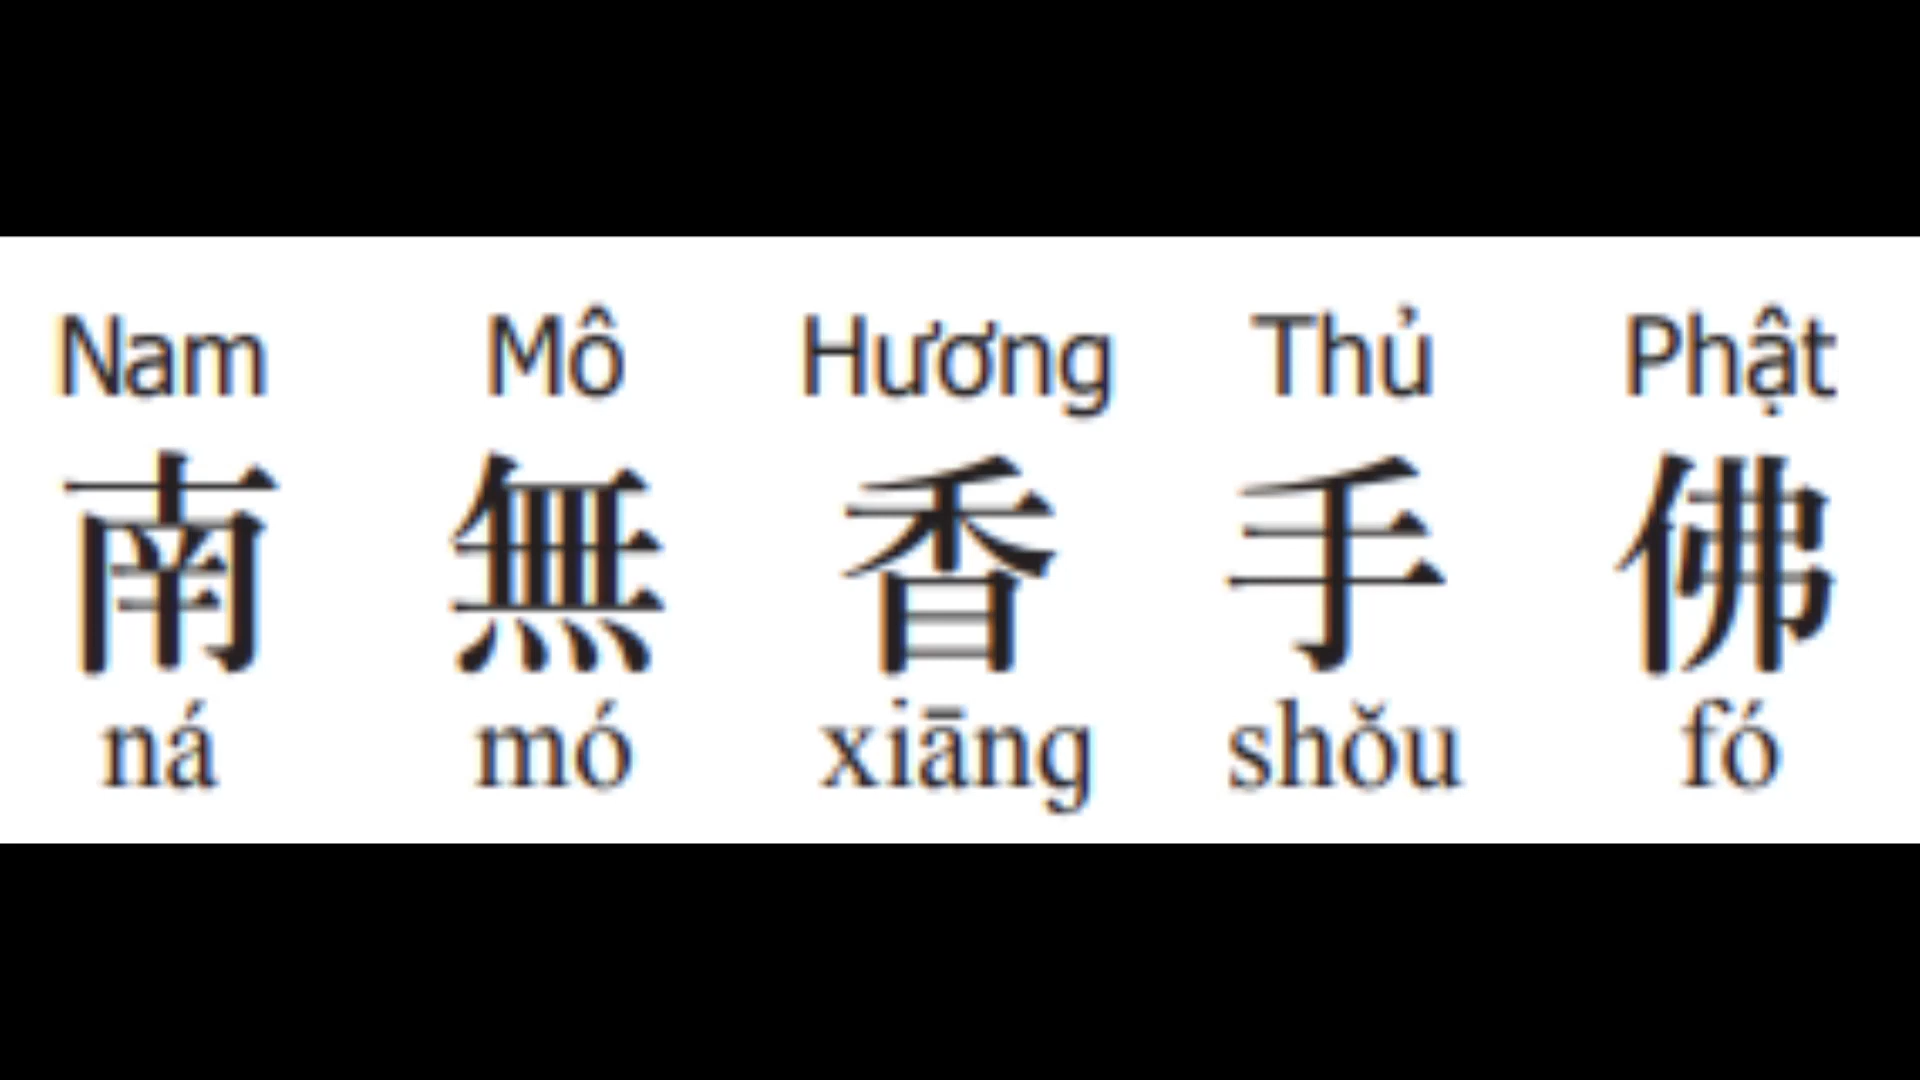 Nam Mô Hương Thủ Phật
南 無 香 手 佛
ná mó xiāng shǒu fó